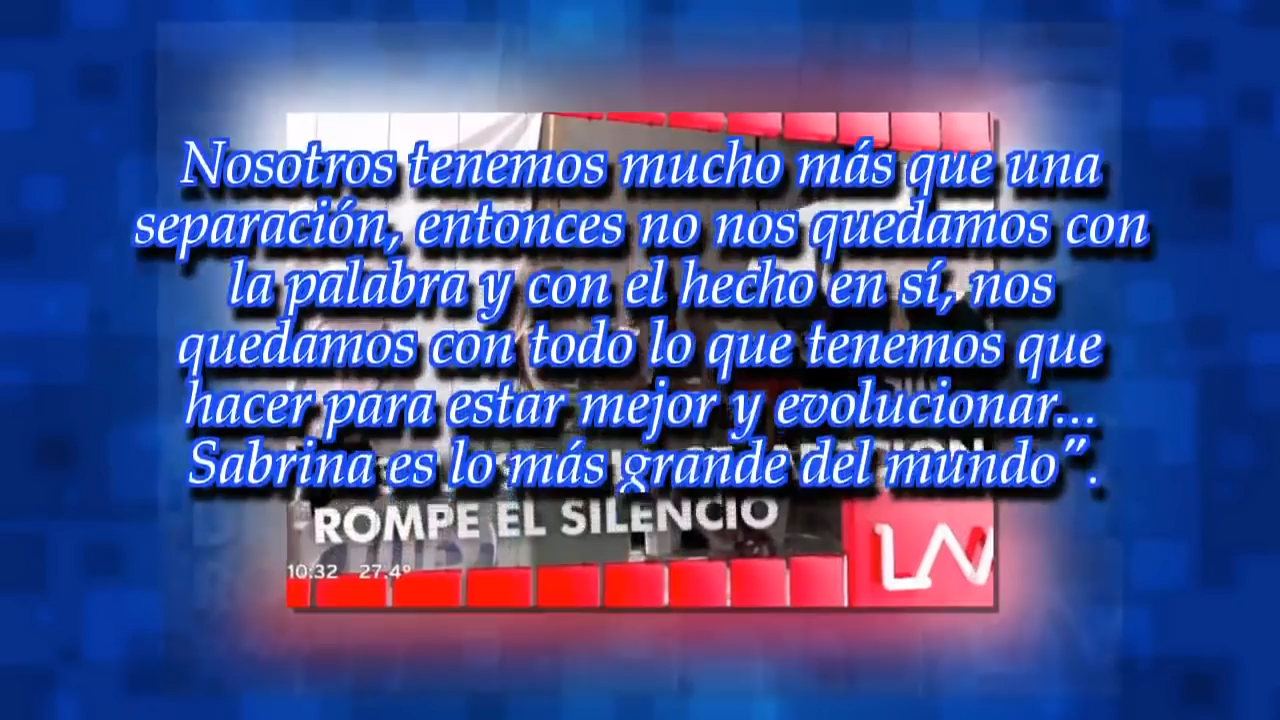 Nosotros tenemos mucho más que una
separación, entonces no nos quedamos con
la palabra y con el hecho en sí, nos
quedamos con todo lo que tenemos que
hacer para estar mejor y evolucionar...
Sabrina es lo más grande del mundo”.
ROMPE EL SILENCIO
10:32 27.4°